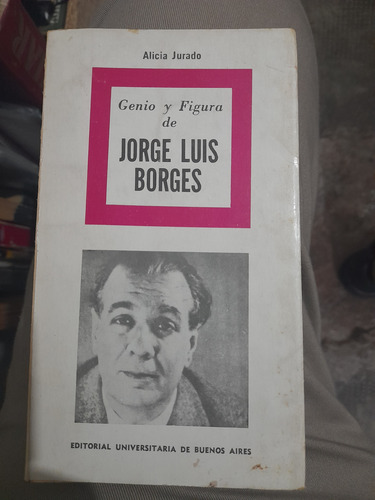 Alicia Jurado
Genio y Figura
de
JORGE LUIS
BORGES
EDITORIAL UNIVERSITARIA DE BUENOS AIRES